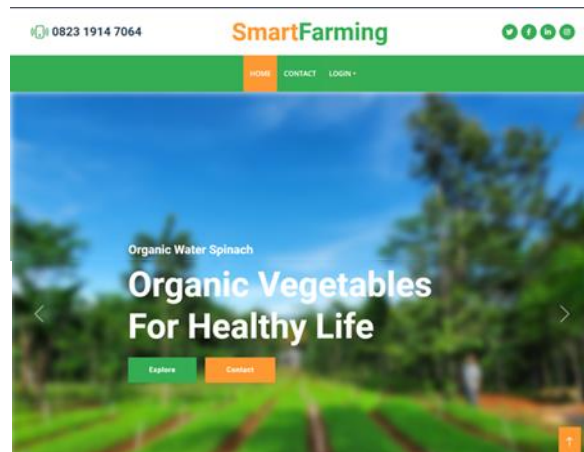 0823 1914 7064
SmartFarming
HOME CONTACT LOGIN
Organic Water Spinach
Organic Vegetables
For Healthy Life
Explore Contact